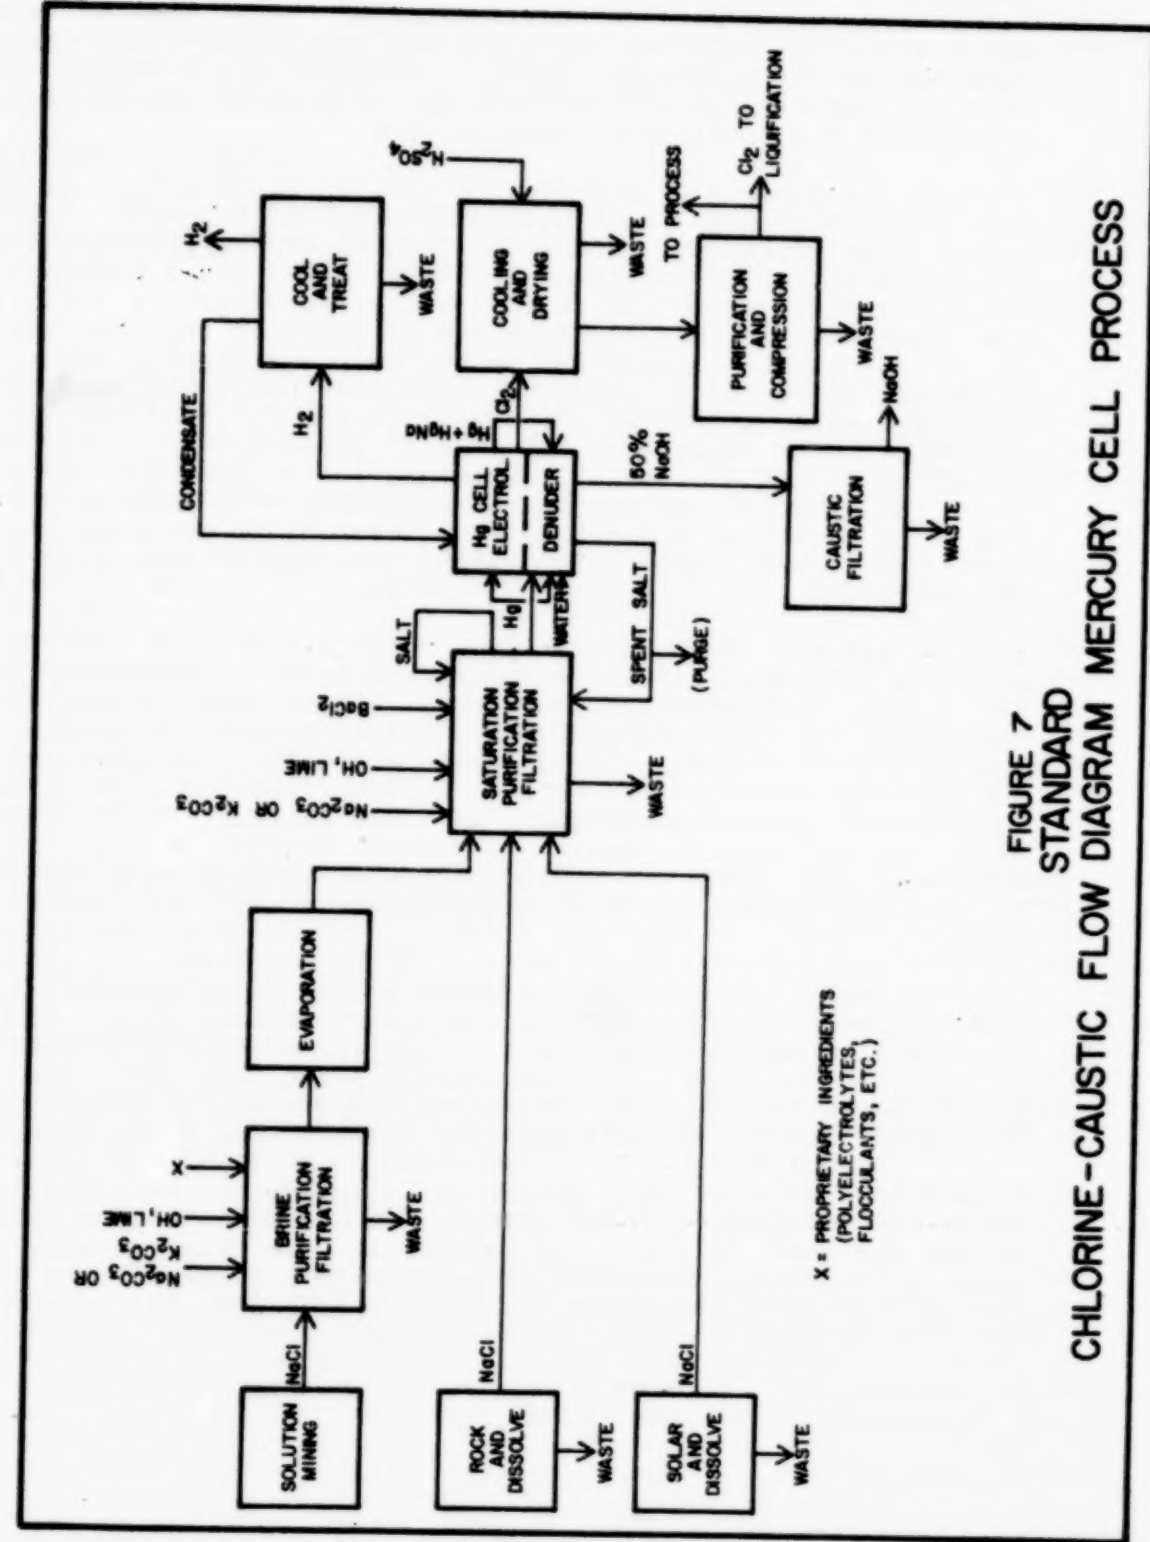 H2
H2SO4
Cl2 TO
LIQUIFICATION
TO PROCESS
COOL
AND
TREAT
WASTE
COOLING
AND
DRYING
WASTE
PURIFICATION
AND
COMPRESSION
WASTE
CONDENSATE
H2
Hg+HgNa
Cl2
Hg CELL
ELECTROL
DENUDER
50%
NaOH
CAUSTIC
FILTRATION
NaOH
WASTE
SALT
Hg
WATER
SPENT SALT
(PURGE)
Na2CO3 OR K2CO3
OH, LIME
BaCl2
SATURATION
PURIFICATION
FILTRATION
WASTE
EVAPORATION
Na2CO3 OR
K2CO3
OH, LIME
X
BRINE
PURIFICATION
FILTRATION
WASTE
SOLUTION
MINING
NaCl
ROCK
AND
DISSOLVE
NaCl
WASTE
SOLAR
AND
DISSOLVE
NaCl
WASTE
X = PROPRIETARY INGREDIENTS
(POLYELECTROLYTES,
FLOCCULANTS, ETC.)
FIGURE 7
STANDARD
CHLORINE-CAUSTIC FLOW DIAGRAM MERCURY CELL PROCESS